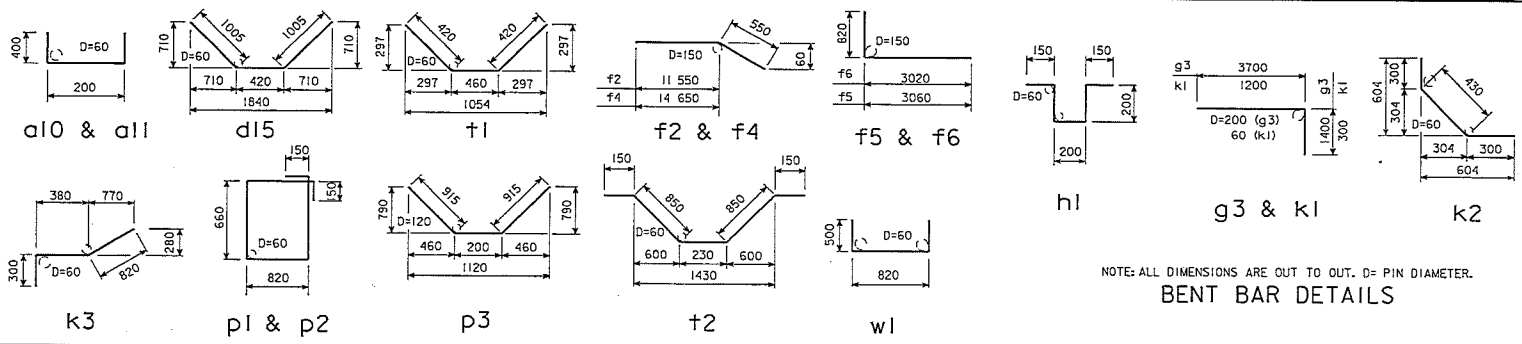 400
D=60
200
a10 & a11
710
1005
1005
710
D=60
710
420
710
1840
d15
297
420
420
297
D=60
297
460
297
1054
t1
550
D=150
60
f2
11 550
f4
14 650
f2 & f4
820
D=150
f6
3020
f5
3060
f5 & f6
150
150
D=60
200
200
h1
g3
3700
k1
1200
g3
k1
D=200 (g3)
60 (k1)
1400
300
g3 & k1
604
300
304
430
D=60
304
300
604
k2
380
770
300
D=60
820
280
k3
150
150
660
D=60
820
p1 & p2
790
915
915
790
D=120
460
200
460
1120
p3
150
150
850
850
D=60
600
230
600
1430
t2
500
D=60
820
w1
NOTE: ALL DIMENSIONS ARE OUT TO OUT. D= PIN DIAMETER.
BENT BAR DETAILS